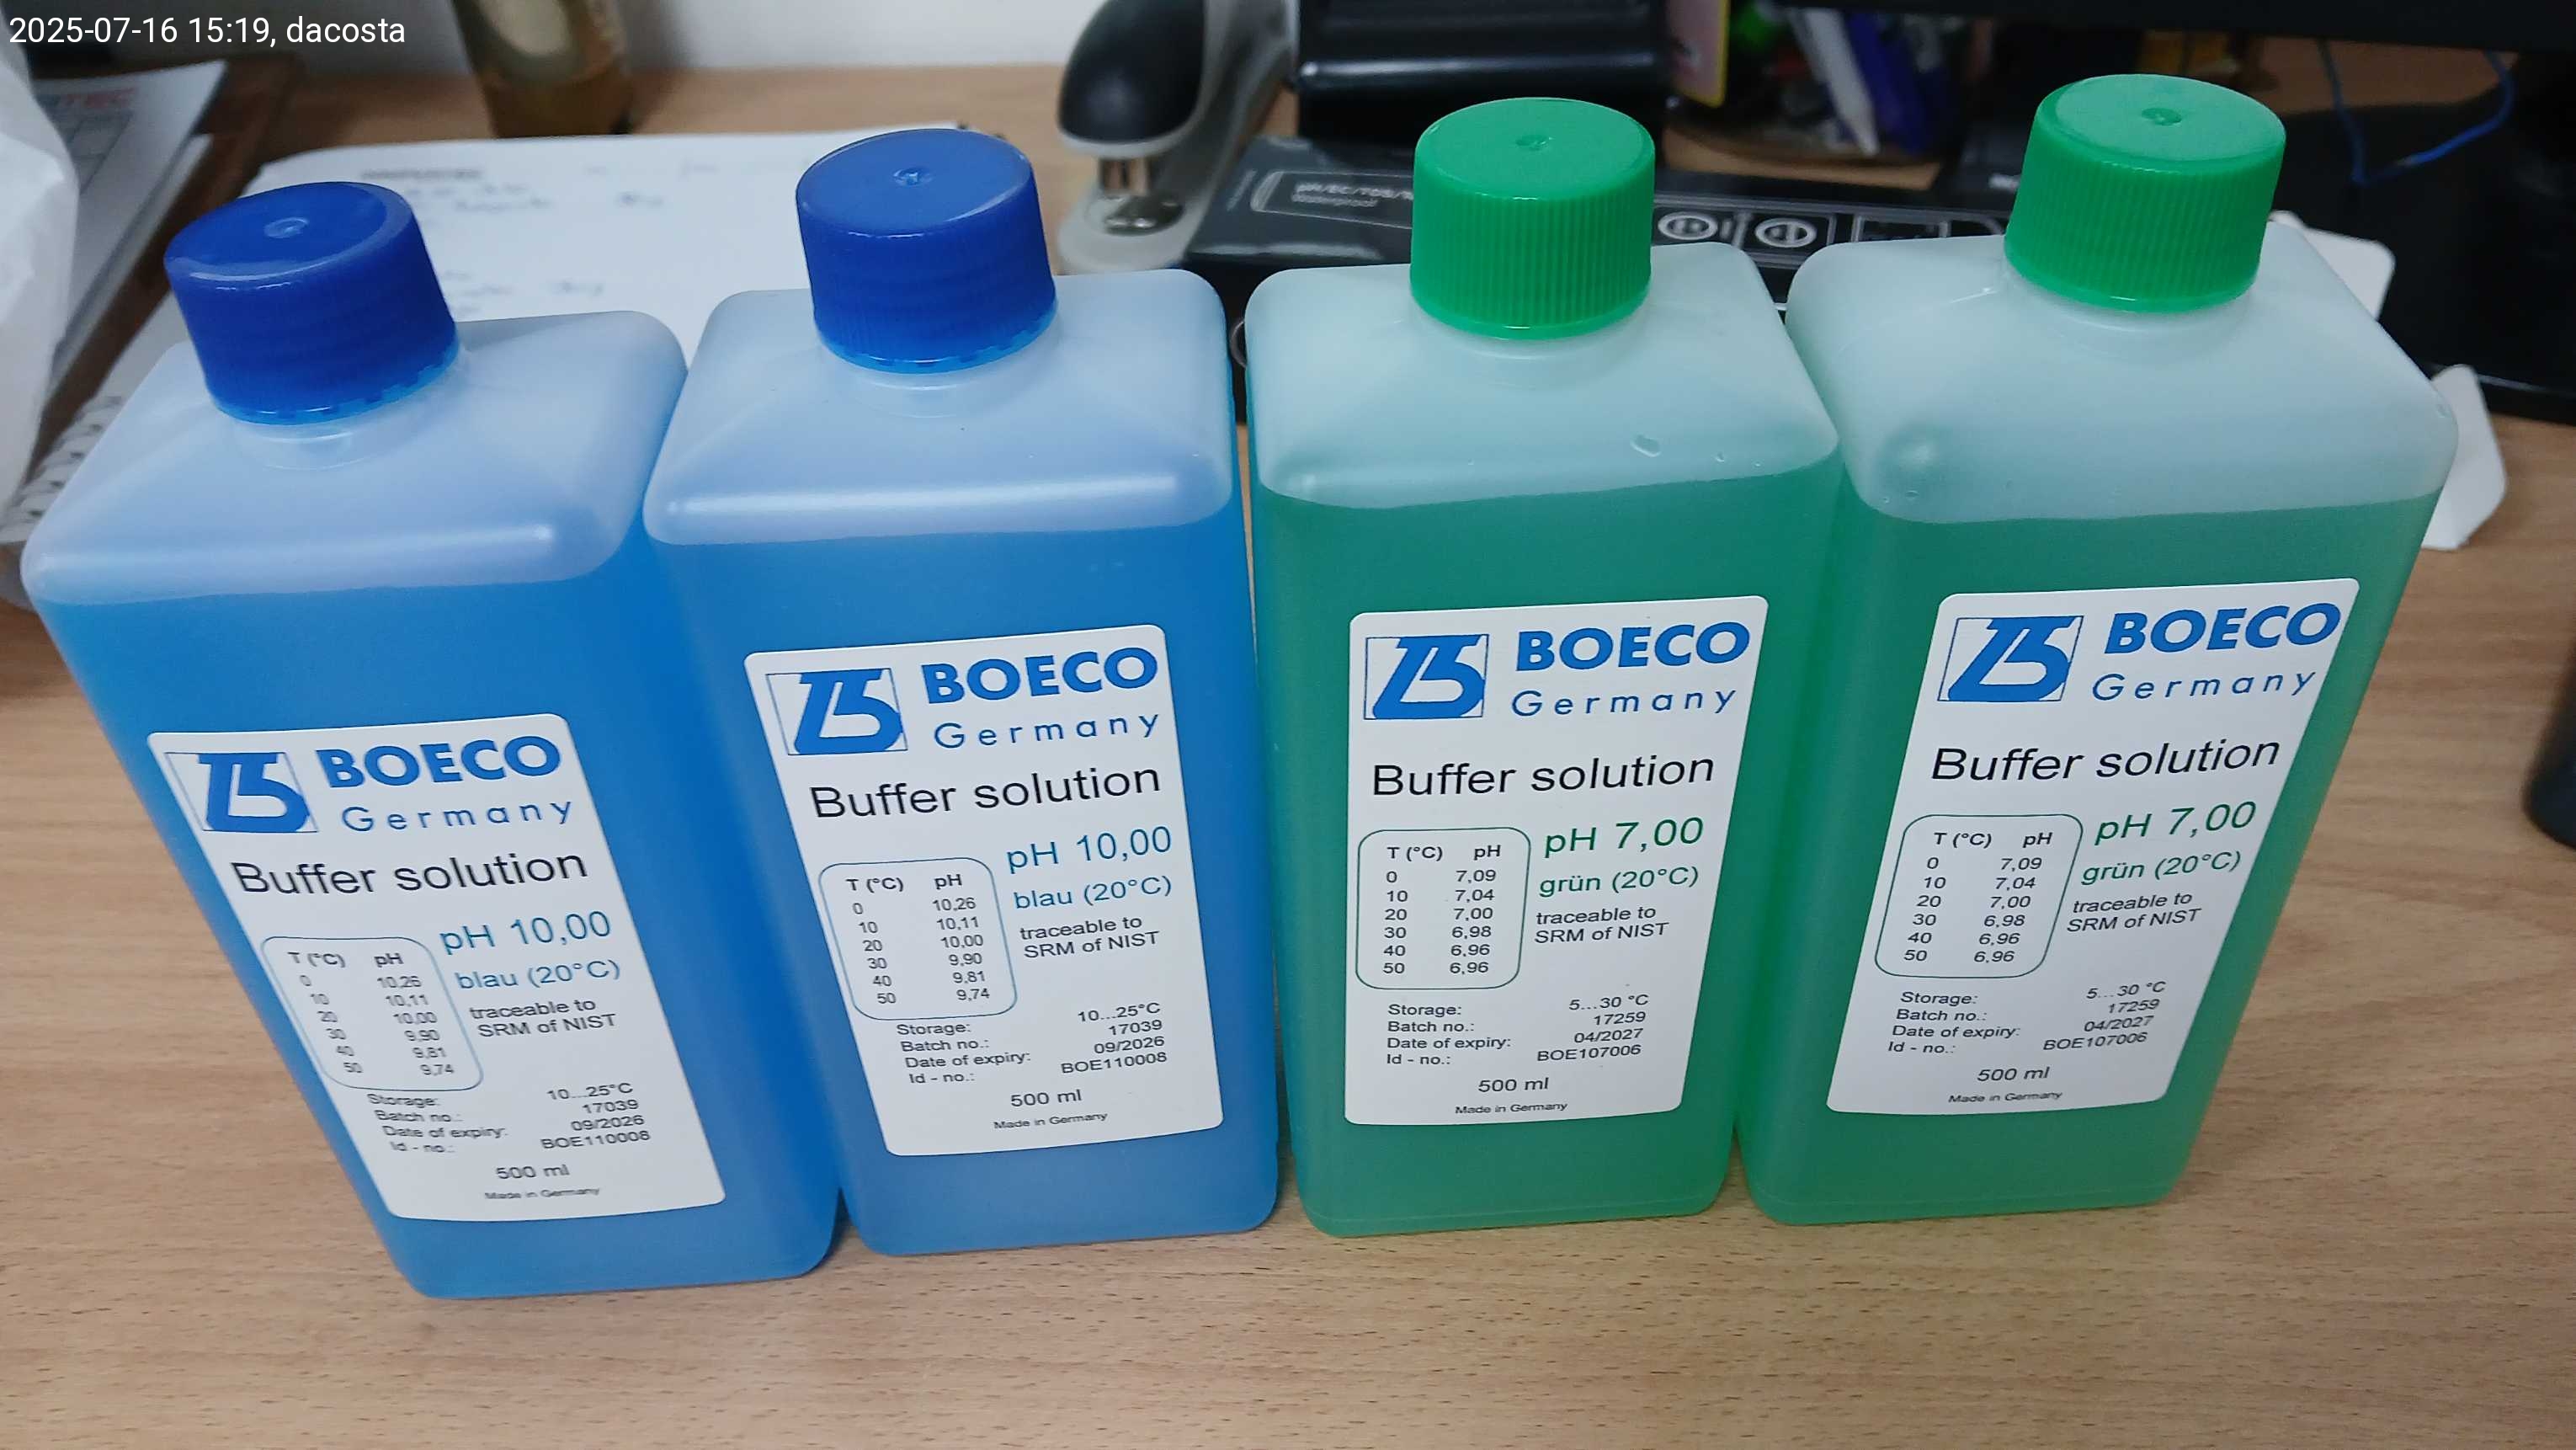 2025-07-16 15:19, dacosta
BOECO
Germany
Buffer solution
pH 10,00
blau (20°C)
traceable to
SRM of NIST
T (°C) pH
0 10,26
10 10,11
20 10,00
30 9,90
40 9,81
50 9,74
Storage: 10...25°C
Batch no.: 17039
Date of expiry: 09/2026
Id - no.: BOE110008
500 ml
Made in Germany
BOECO
Germany
Buffer solution
pH 10,00
blau (20°C)
traceable to
SRM of NIST
T (°C) pH
0 10,26
10 10,11
20 10,00
30 9,90
40 9,81
50 9,74
Storage: 10...25°C
Batch no.: 17039
Date of expiry: 09/2026
Id - no.: BOE110008
500 ml
Made in Germany
BOECO
Germany
Buffer solution
pH 7,00
grün (20°C)
traceable to
SRM of NIST
T (°C) pH
0 7,09
10 7,04
20 7,00
30 6,98
40 6,96
50 6,96
Storage: 5...30 °C
Batch no.: 17259
Date of expiry: 04/2027
Id - no.: BOE107006
500 ml
Made in Germany
BOECO
Germany
Buffer solution
pH 7,00
grün (20°C)
traceable to
SRM of NIST
T (°C) pH
0 7,09
10 7,04
20 7,00
30 6,98
40 6,96
50 6,96
Storage: 5...30 °C
Batch no.: 17259
Date of expiry: 04/2027
Id - no.: BOE107006
500 ml
Made in Germany
pH/EC/TDS/
Waterproof